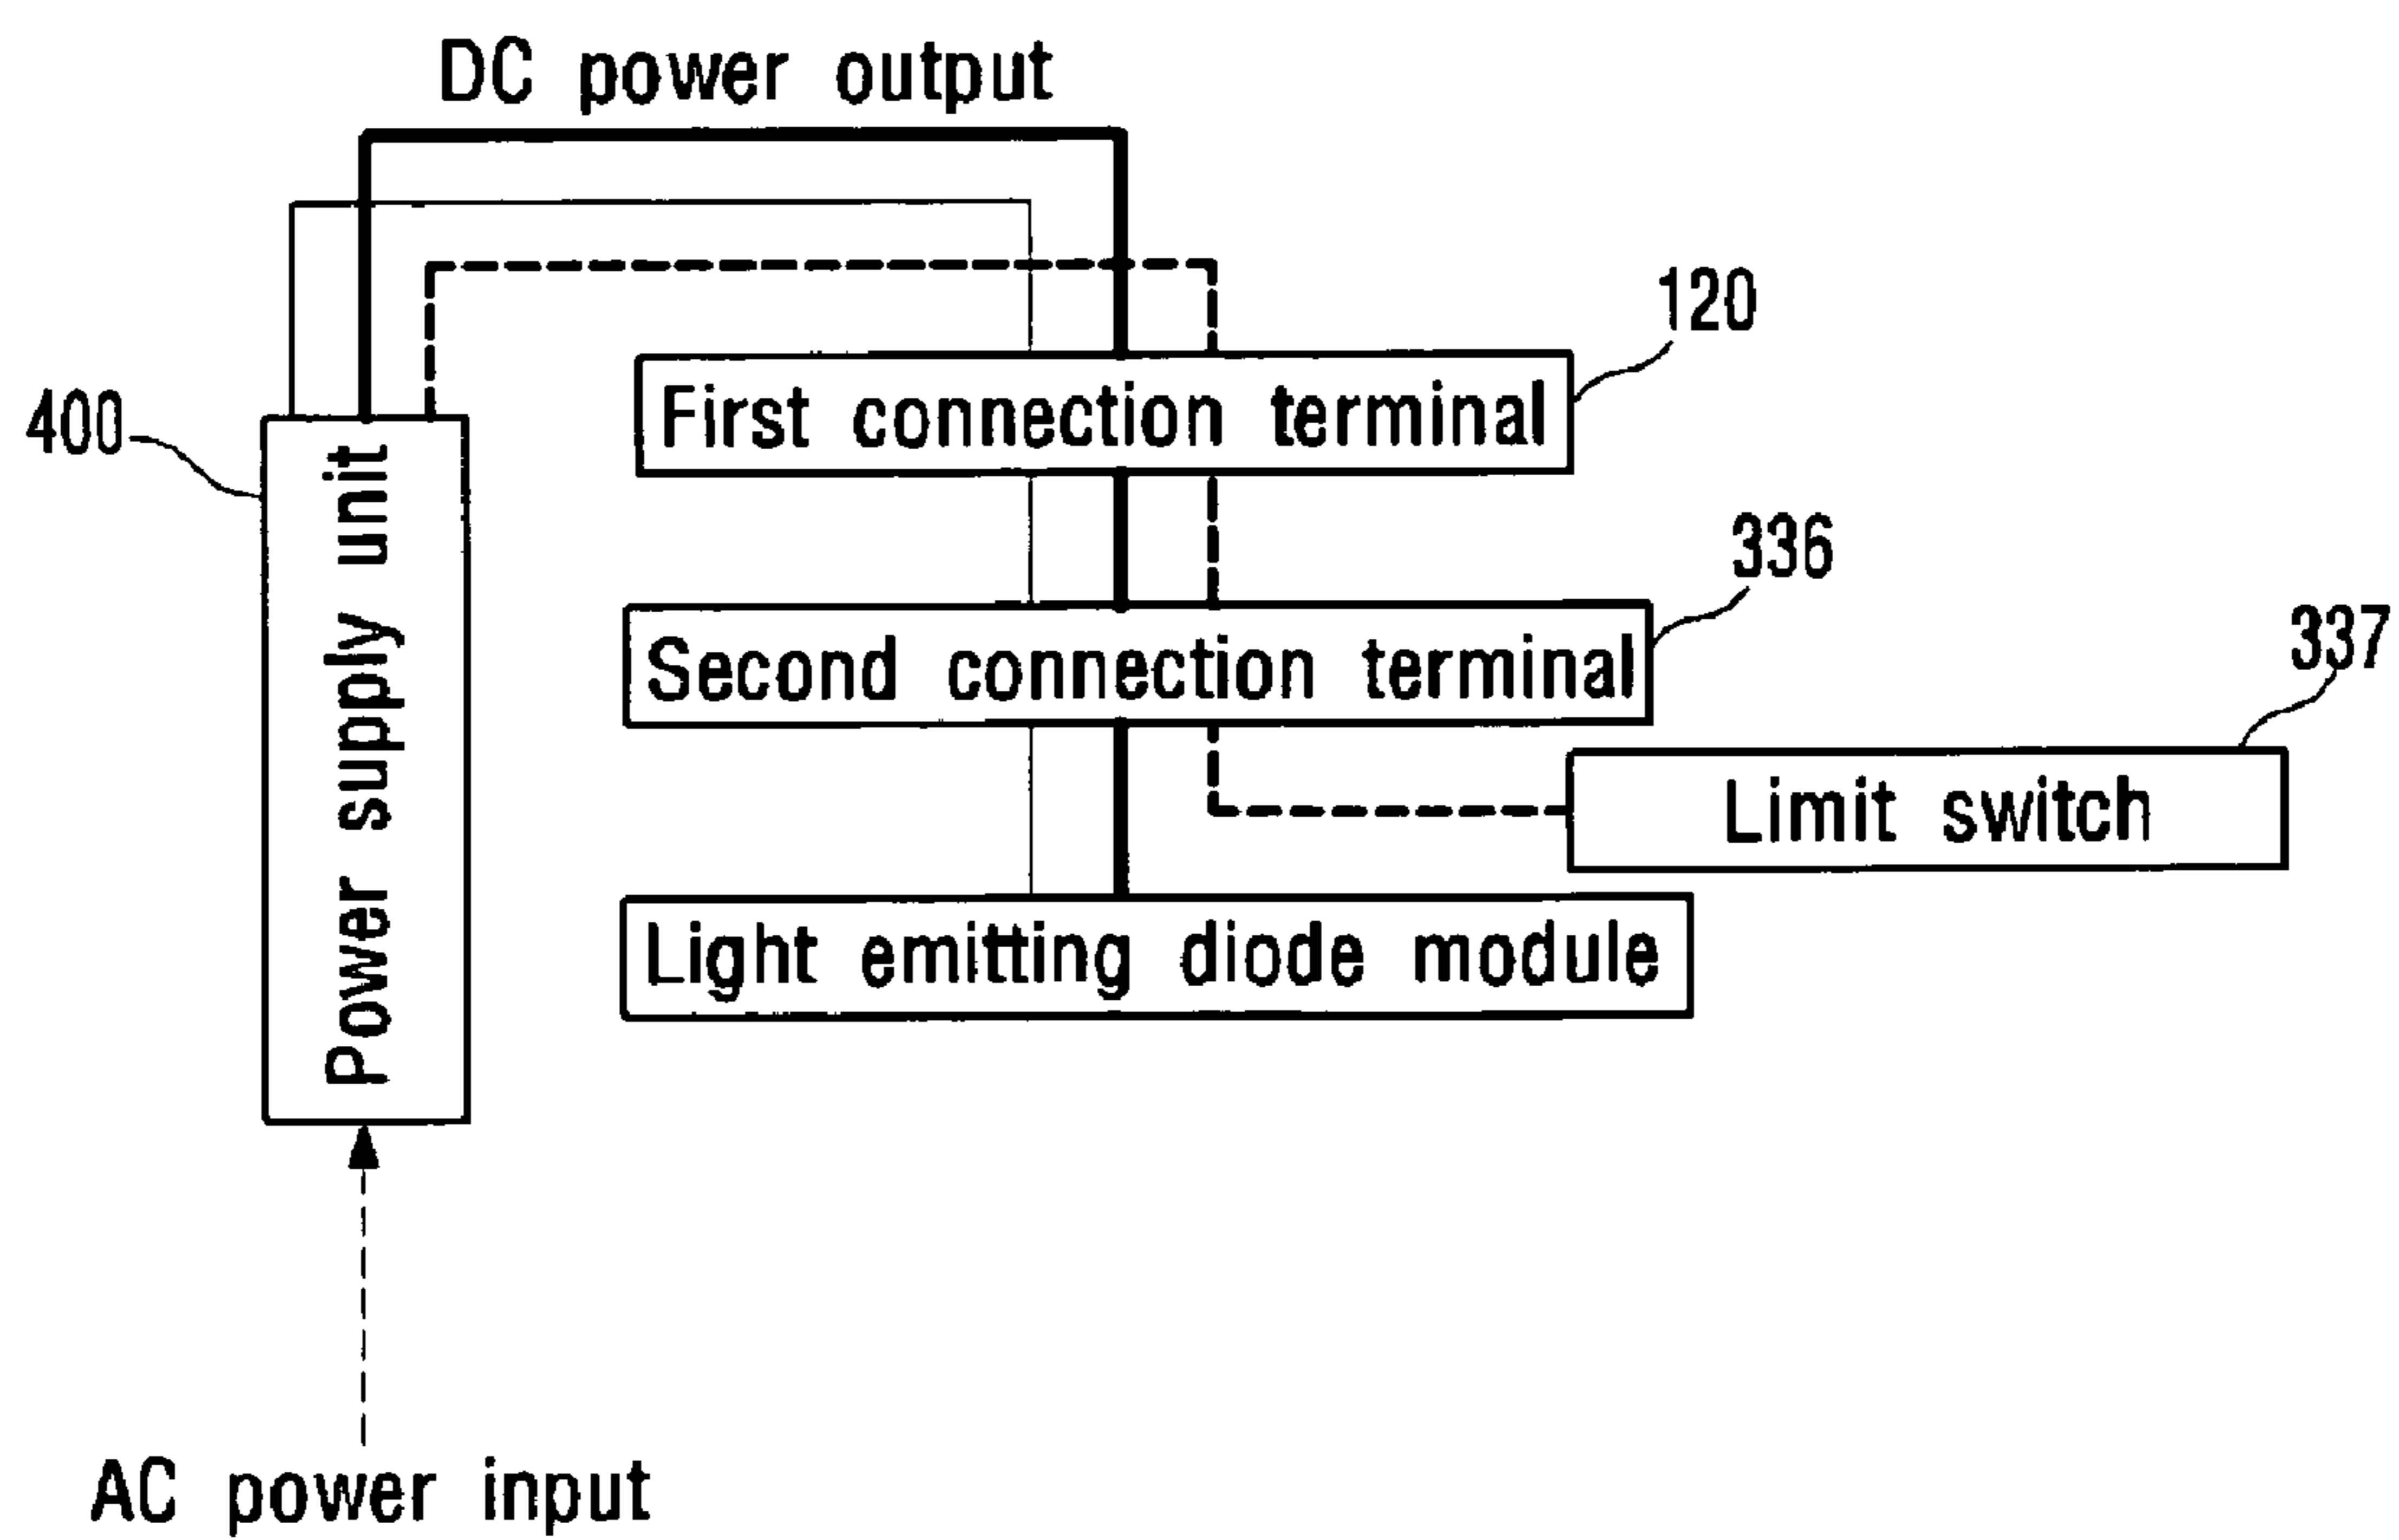 DC power output
120
First connection terminal
400
Power supply unit
336
Second connection terminal
337
Limit switch
Light emitting diode module
AC power input